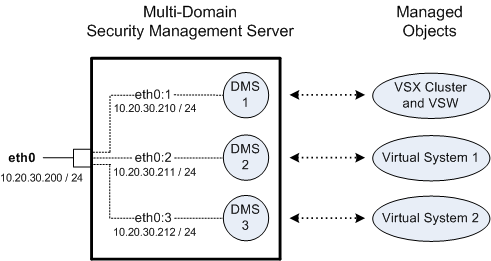 Multi-Domain
Security Management Server
Managed
Objects
eth0:1
10.20.30.210 / 24
DMS
1
VSX Cluster
and VSW
eth0
10.20.30.200 / 24
eth0:2
10.20.30.211 / 24
DMS
2
Virtual System 1
eth0:3
10.20.30.212 / 24
DMS
3
Virtual System 2